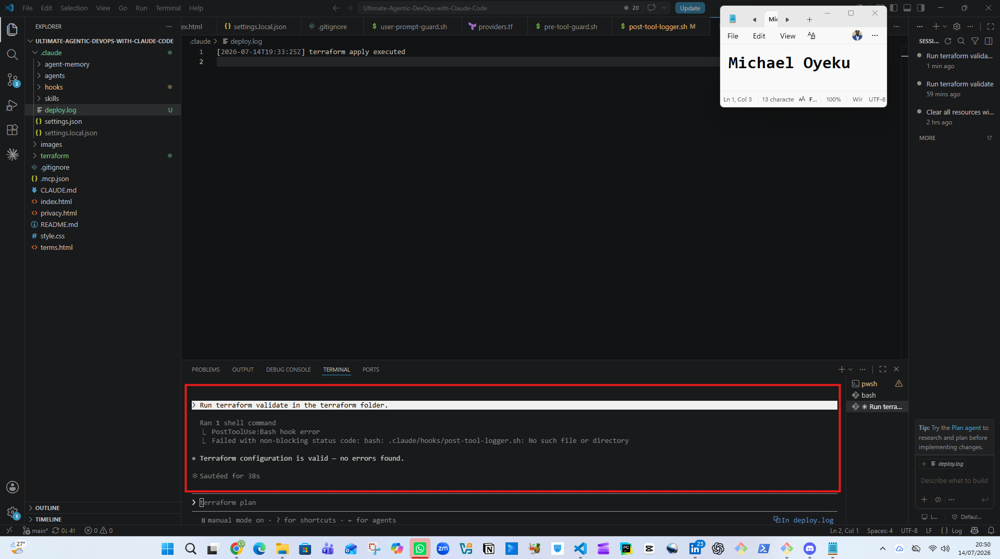 File Edit Selection View Go Run Terminal Help
Ultimate-Agentic-DevOps-with-Claude-Code
20
Update
EXPLORER
ULTIMATE-AGENTIC-DEVOPS-WITH-CLAUDE-CODE
.claude
agent-memory
agents
hooks
skills
deploy.log U
settings.json
settings.local.json
images
terraform
.gitignore
.mcp.json
CLAUDE.md
index.html
privacy.html
README.md
style.css
terms.html
OUTLINE
TIMELINE
ex.html settings.local.json .gitignore user-prompt-guard.sh providers.tf pre-tool-guard.sh post-tool-logger.sh M
.claude > deploy.log
1 [2026-07-14T19:33:25Z] terraform apply executed
2
Mic
File Edit View
Michael Oyeku
Ln 1, Col 3 13 characte F... 100% Wir UTF-8
SESSI...
Run terraform valida...
1 min ago
Run terraform validate
59 mins ago
Clear all resources wi...
2 hrs ago
MORE 17
PROBLEMS OUTPUT DEBUG CONSOLE TERMINAL PORTS
❯ Run terraform validate in the terraform folder.
Ran 1 shell command
⎿ PostToolUse:Bash hook error
⎿ Failed with non-blocking status code: bash: .claude/hooks/post-tool-logger.sh: No such file or directory
● Terraform configuration is valid — no errors found.
✻ Sautéed for 38s
❯ terraform plan
⏸ manual mode on · ? for shortcuts · ← for agents
In deploy.log
pwsh
bash
✳ Run terra...
Tip: Try the Plan agent to
research and plan before
implementing changes.
deploy.log
Describe what to build
L... Defaul...
main* 0↓ 4↑ 0 0
Ln 2, Col 1 Spaces: 4 UTF-8 LF { } Log
3
1
27°
zm
PC
23
20:50
14/07/2026